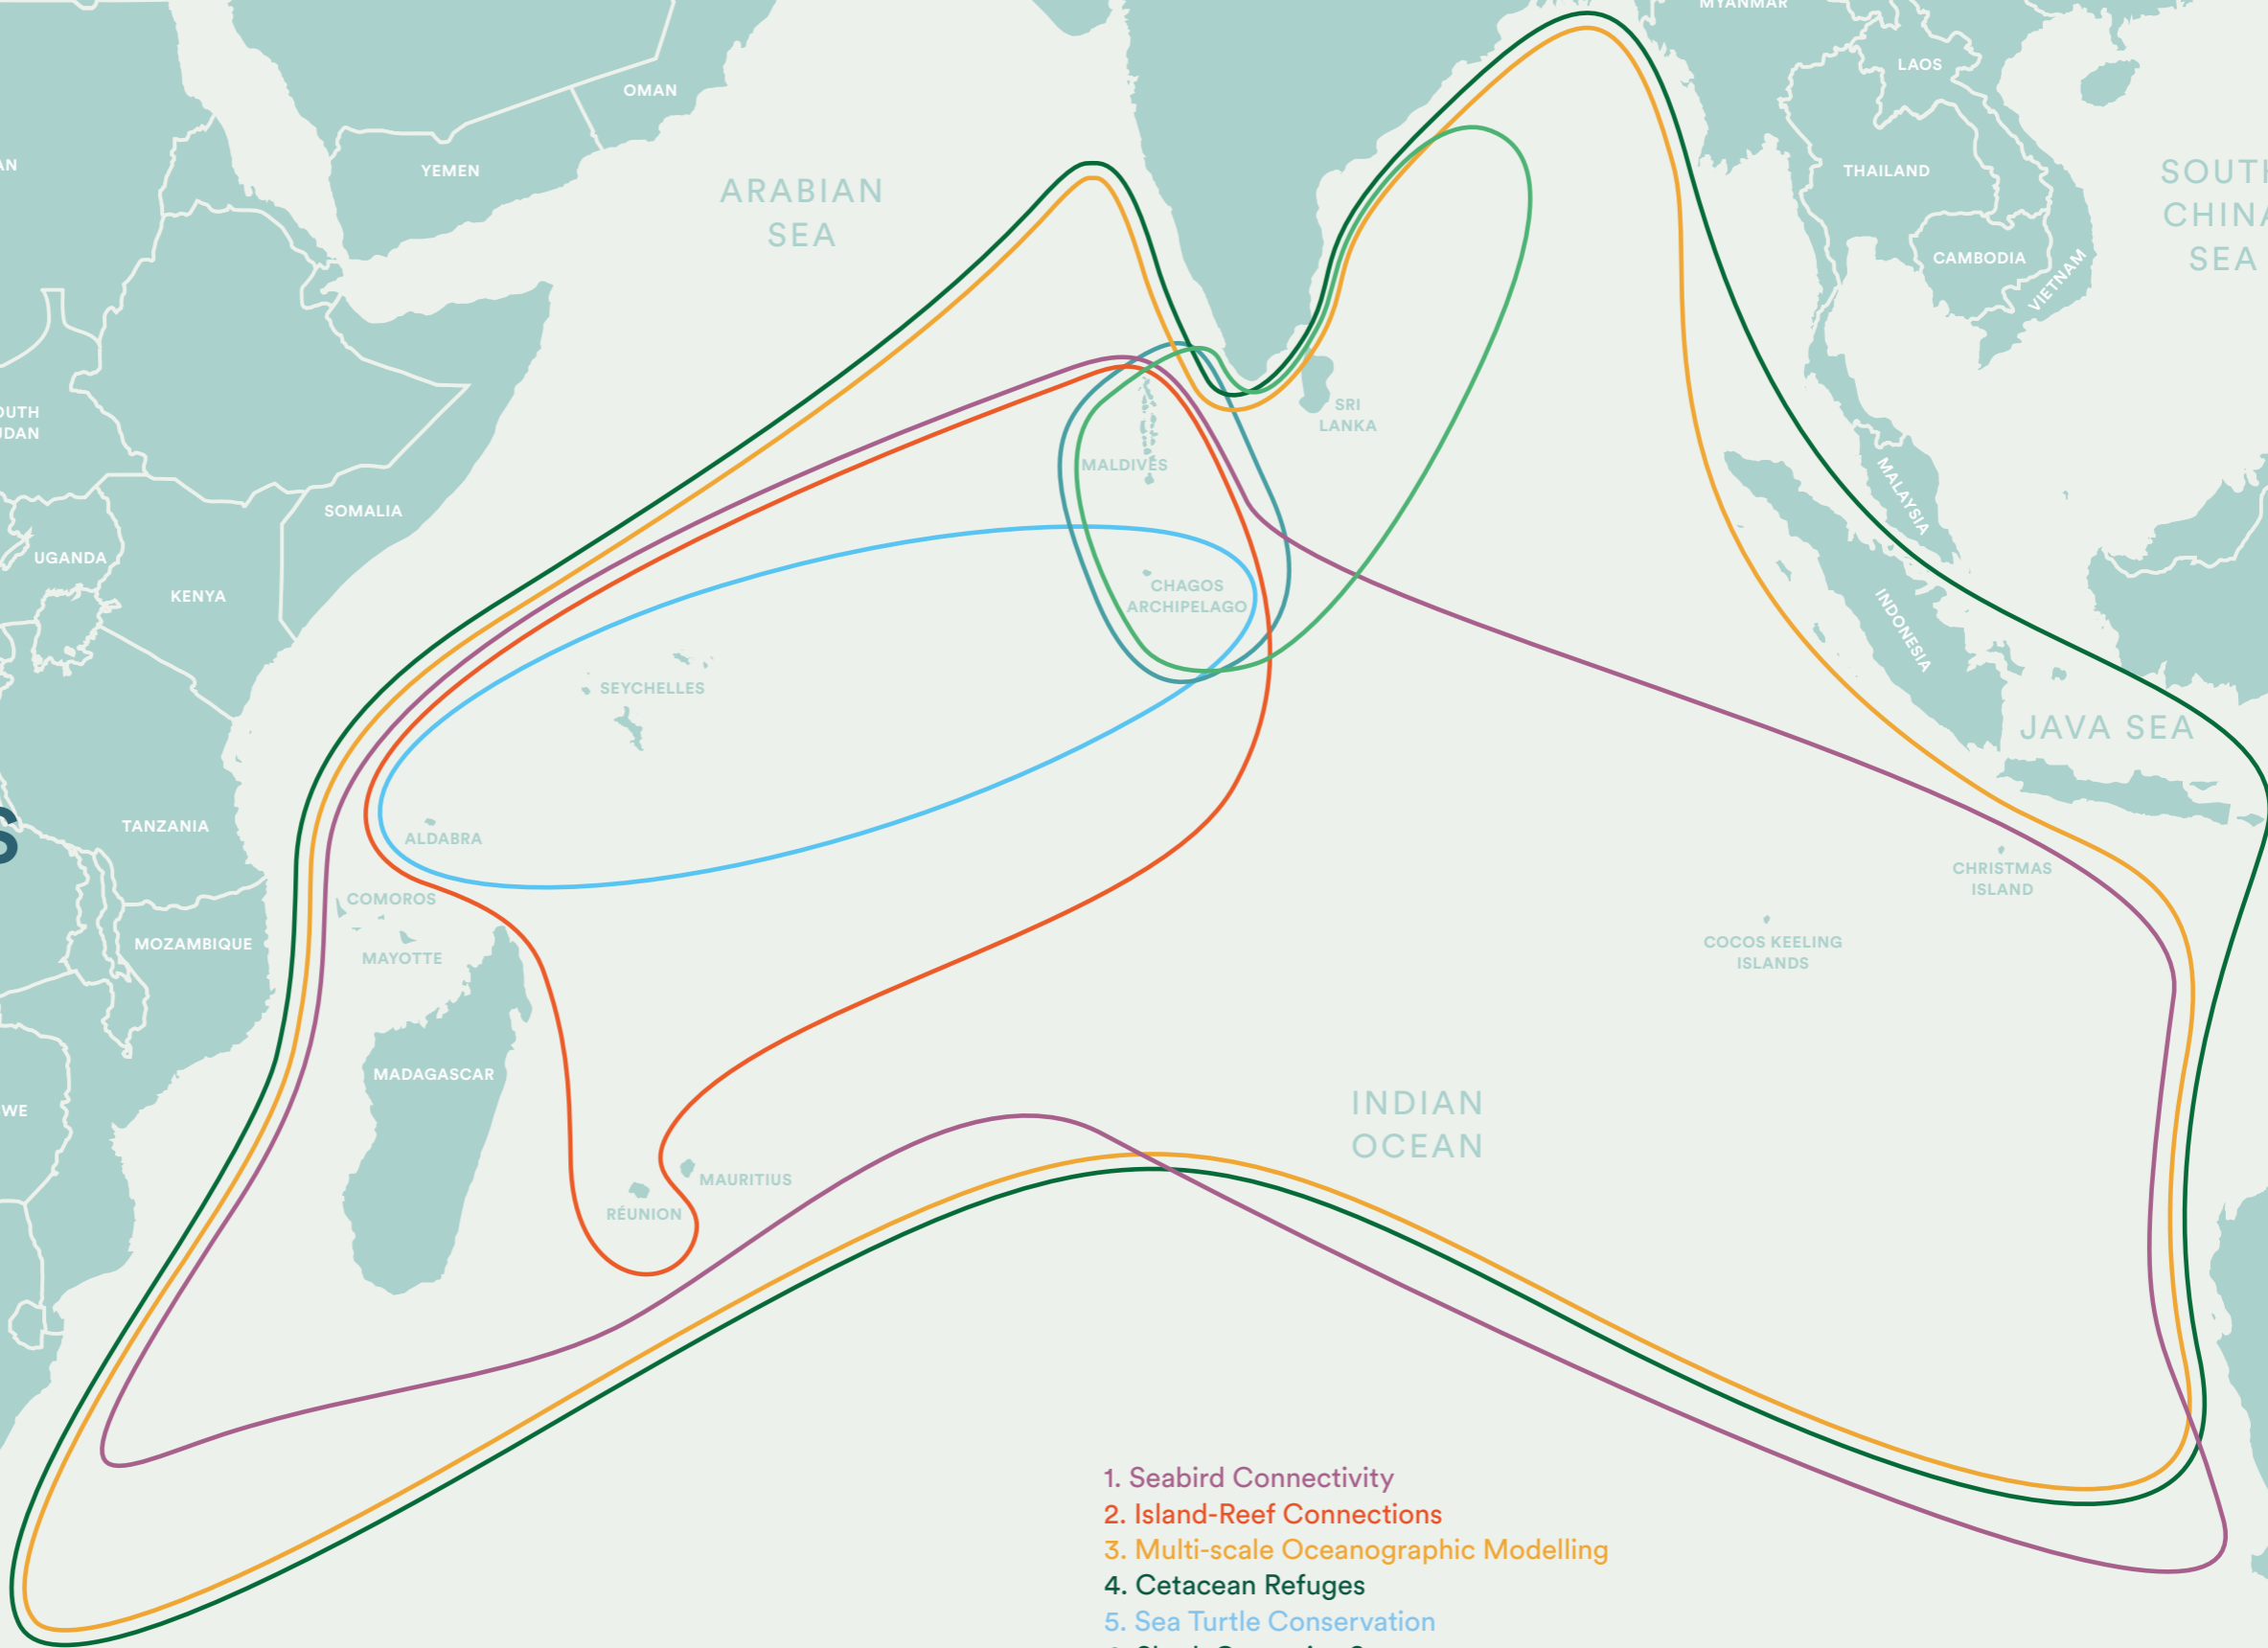 MYANMAR
LAOS
OMAN
YEMEN
THAILAND
ARABIAN
SEA
CAMBODIA
VIETNAM
SRI
LANKA
MALDIVES
MALAYSIA
SOMALIA
UGANDA
KENYA
CHAGOS
ARCHIPELAGO
INDONESIA
SEYCHELLES
JAVA SEA
TANZANIA
ALDABRA
CHRISTMAS
ISLAND
COMOROS
MOZAMBIQUE
MAYOTTE
COCOS KEELING
ISLANDS
MADAGASCAR
INDIAN
OCEAN
MAURITIUS
RÉUNION
CHINA
SEA
1. Seabird Connectivity
2. Island-Reef Connections
3. Multi-scale Oceanographic Modelling
4. Cetacean Refuges
5. Sea Turtle Conservation